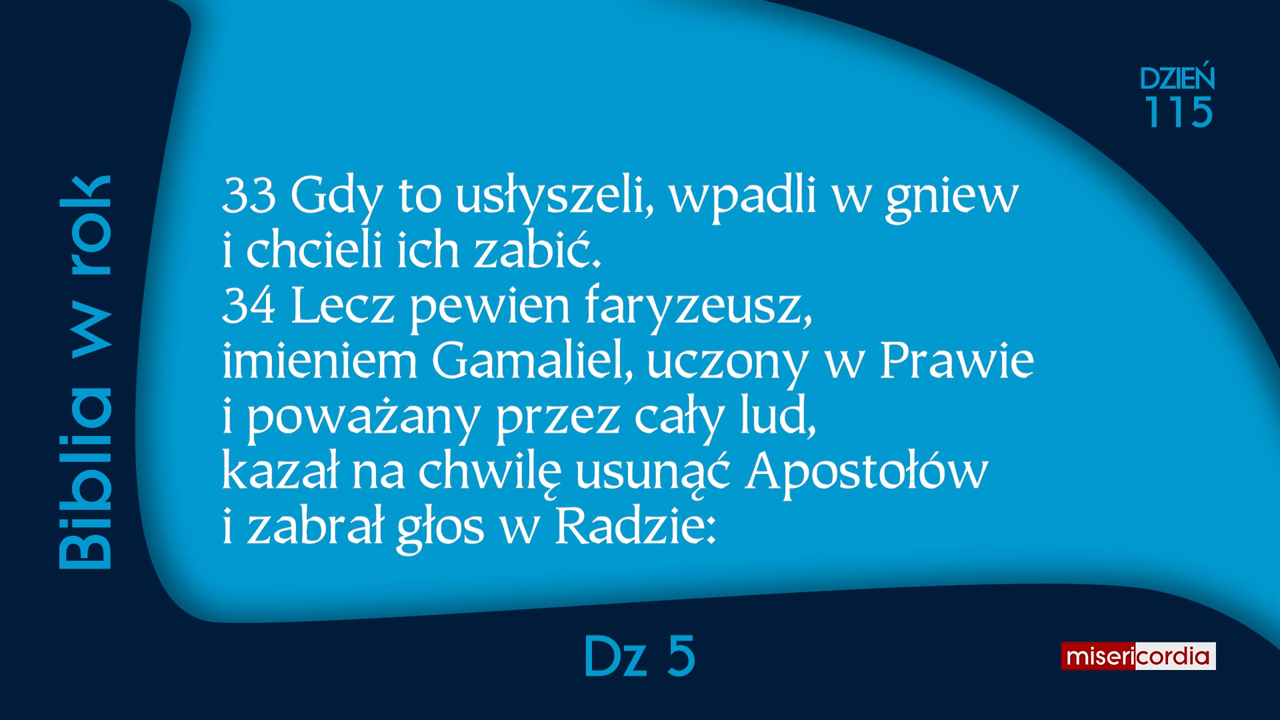 DZIEŃ
115
Biblia w rok
33 Gdy to usłyszeli, wpadli w gniew
i chcieli ich zabić.
34 Lecz pewien faryzeusz,
imieniem Gamaliel, uczony w Prawie
i poważany przez cały lud,
kazał na chwilę usunąć Apostołów
i zabrał głos w Radzie:
Dz 5
misericordia